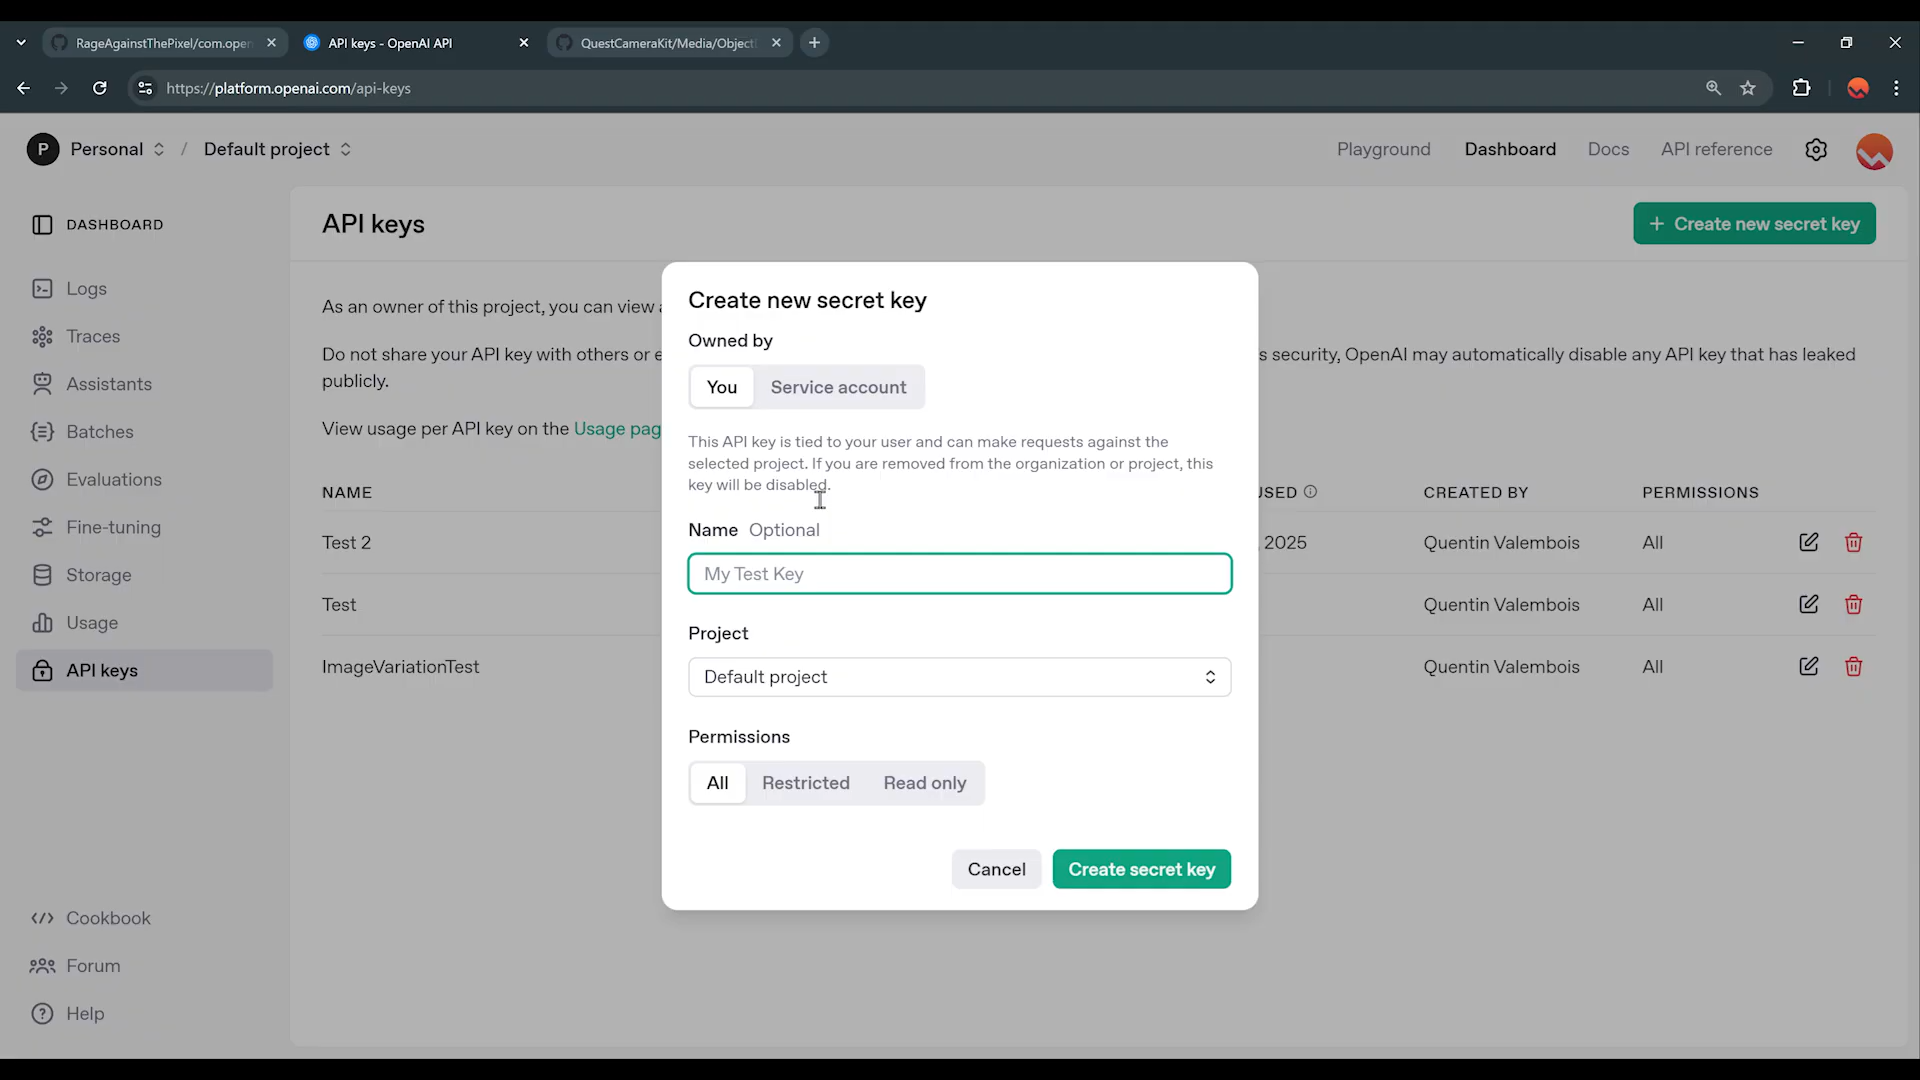 RageAgainstThePixel/com.open
API keys - OpenAI API
QuestCameraKit/Media/Object
https://platform.openai.com/api-keys
P Personal / Default project
Playground Dashboard Docs API reference
DASHBOARD
Logs
Traces
Assistants
Batches
Evaluations
Fine-tuning
Storage
Usage
API keys
Cookbook
Forum
Help
API keys
+ Create new secret key
As an owner of this project, you can view
Do not share your API key with others or
s security, OpenAI may automatically disable any API key that has leaked
publicly.
View usage per API key on the Usage pag
NAME USED CREATED BY PERMISSIONS
Test 2 2025 Quentin Valembois All
Test Quentin Valembois All
ImageVariationTest Quentin Valembois All
Create new secret key
Owned by
You Service account
This API key is tied to your user and can make requests against the
selected project. If you are removed from the organization or project, this
key will be disabled.
Name Optional
My Test Key
Project
Default project
Permissions
All Restricted Read only
Cancel Create secret key